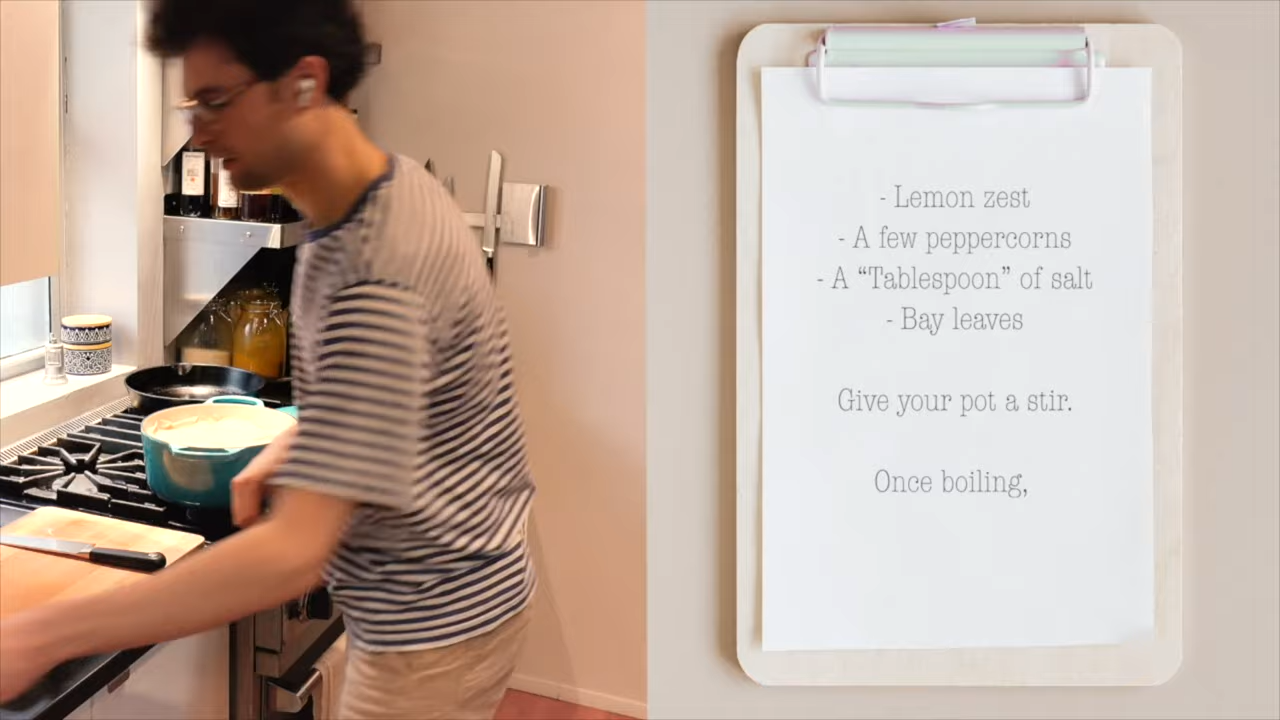 - Lemon zest
- A few peppercorns
- A “Tablespoon” of salt
- Bay leaves
Give your pot a stir.
Once boiling,